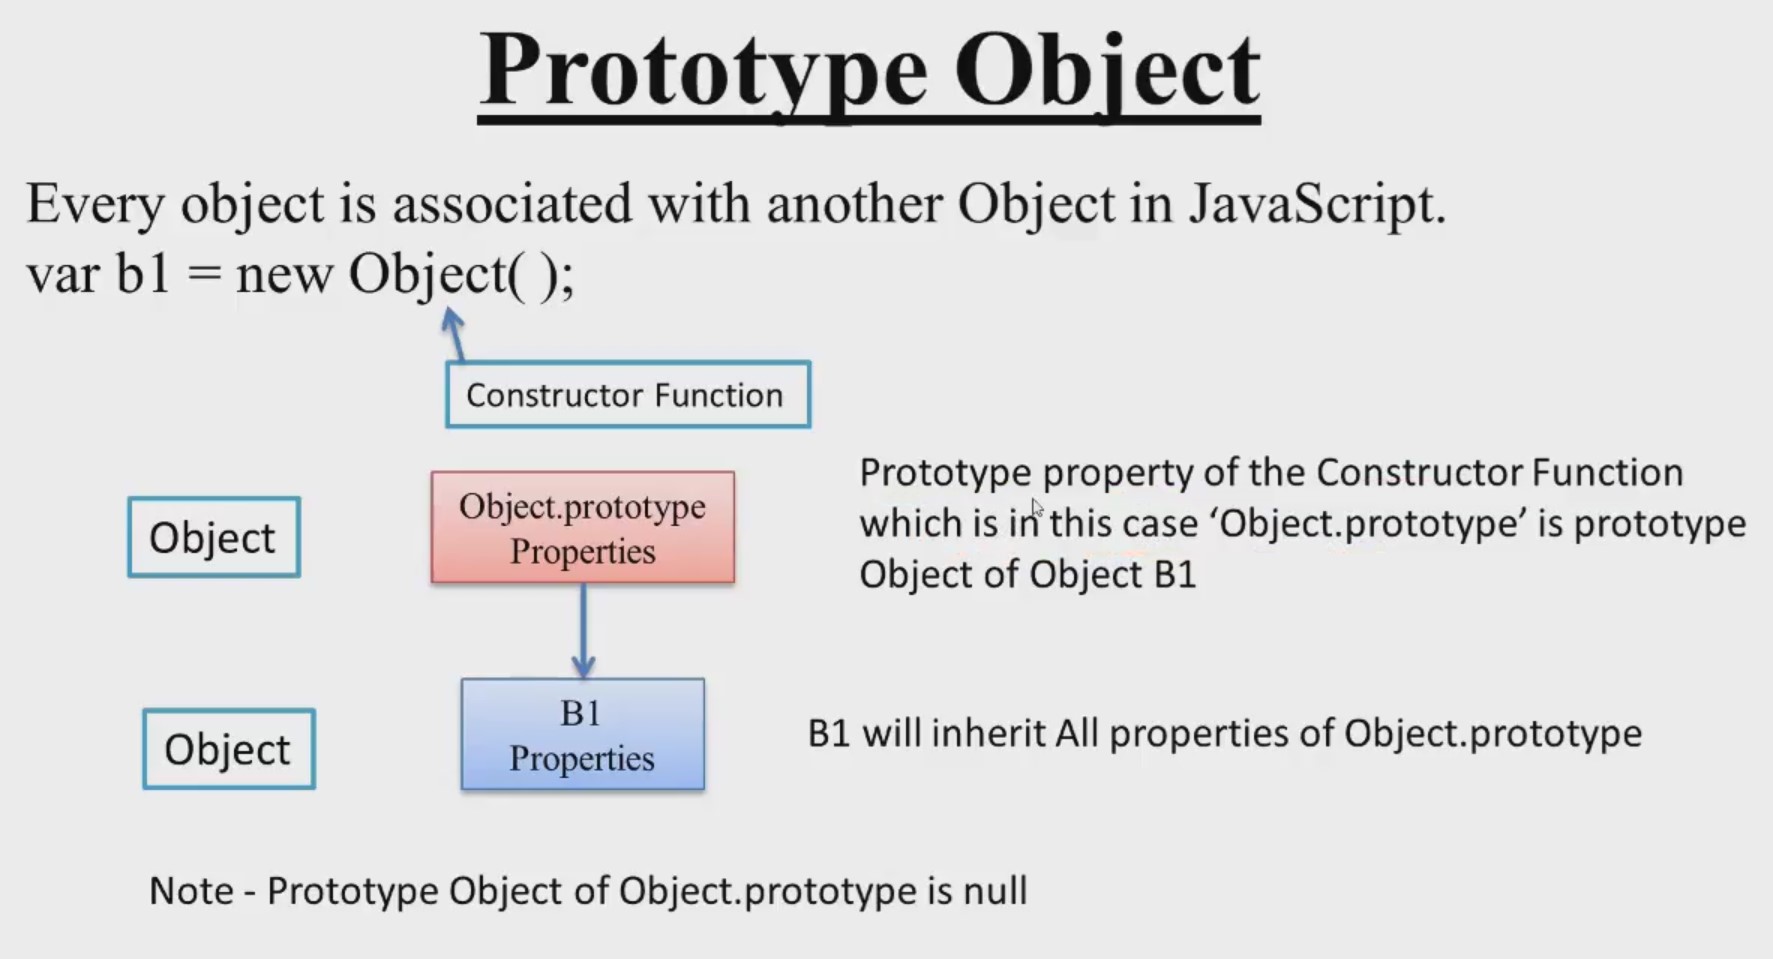 Prototype Object
Every object is associated with another Object in JavaScript.
var b1 = new Object( );
Constructor Function
Object
Object.prototype
Properties
Prototype property of the Constructor Function
which is in this case ‘Object.prototype’ is prototype
Object of Object B1
Object
B1
Properties
B1 will inherit All properties of Object.prototype
Note - Prototype Object of Object.prototype is null